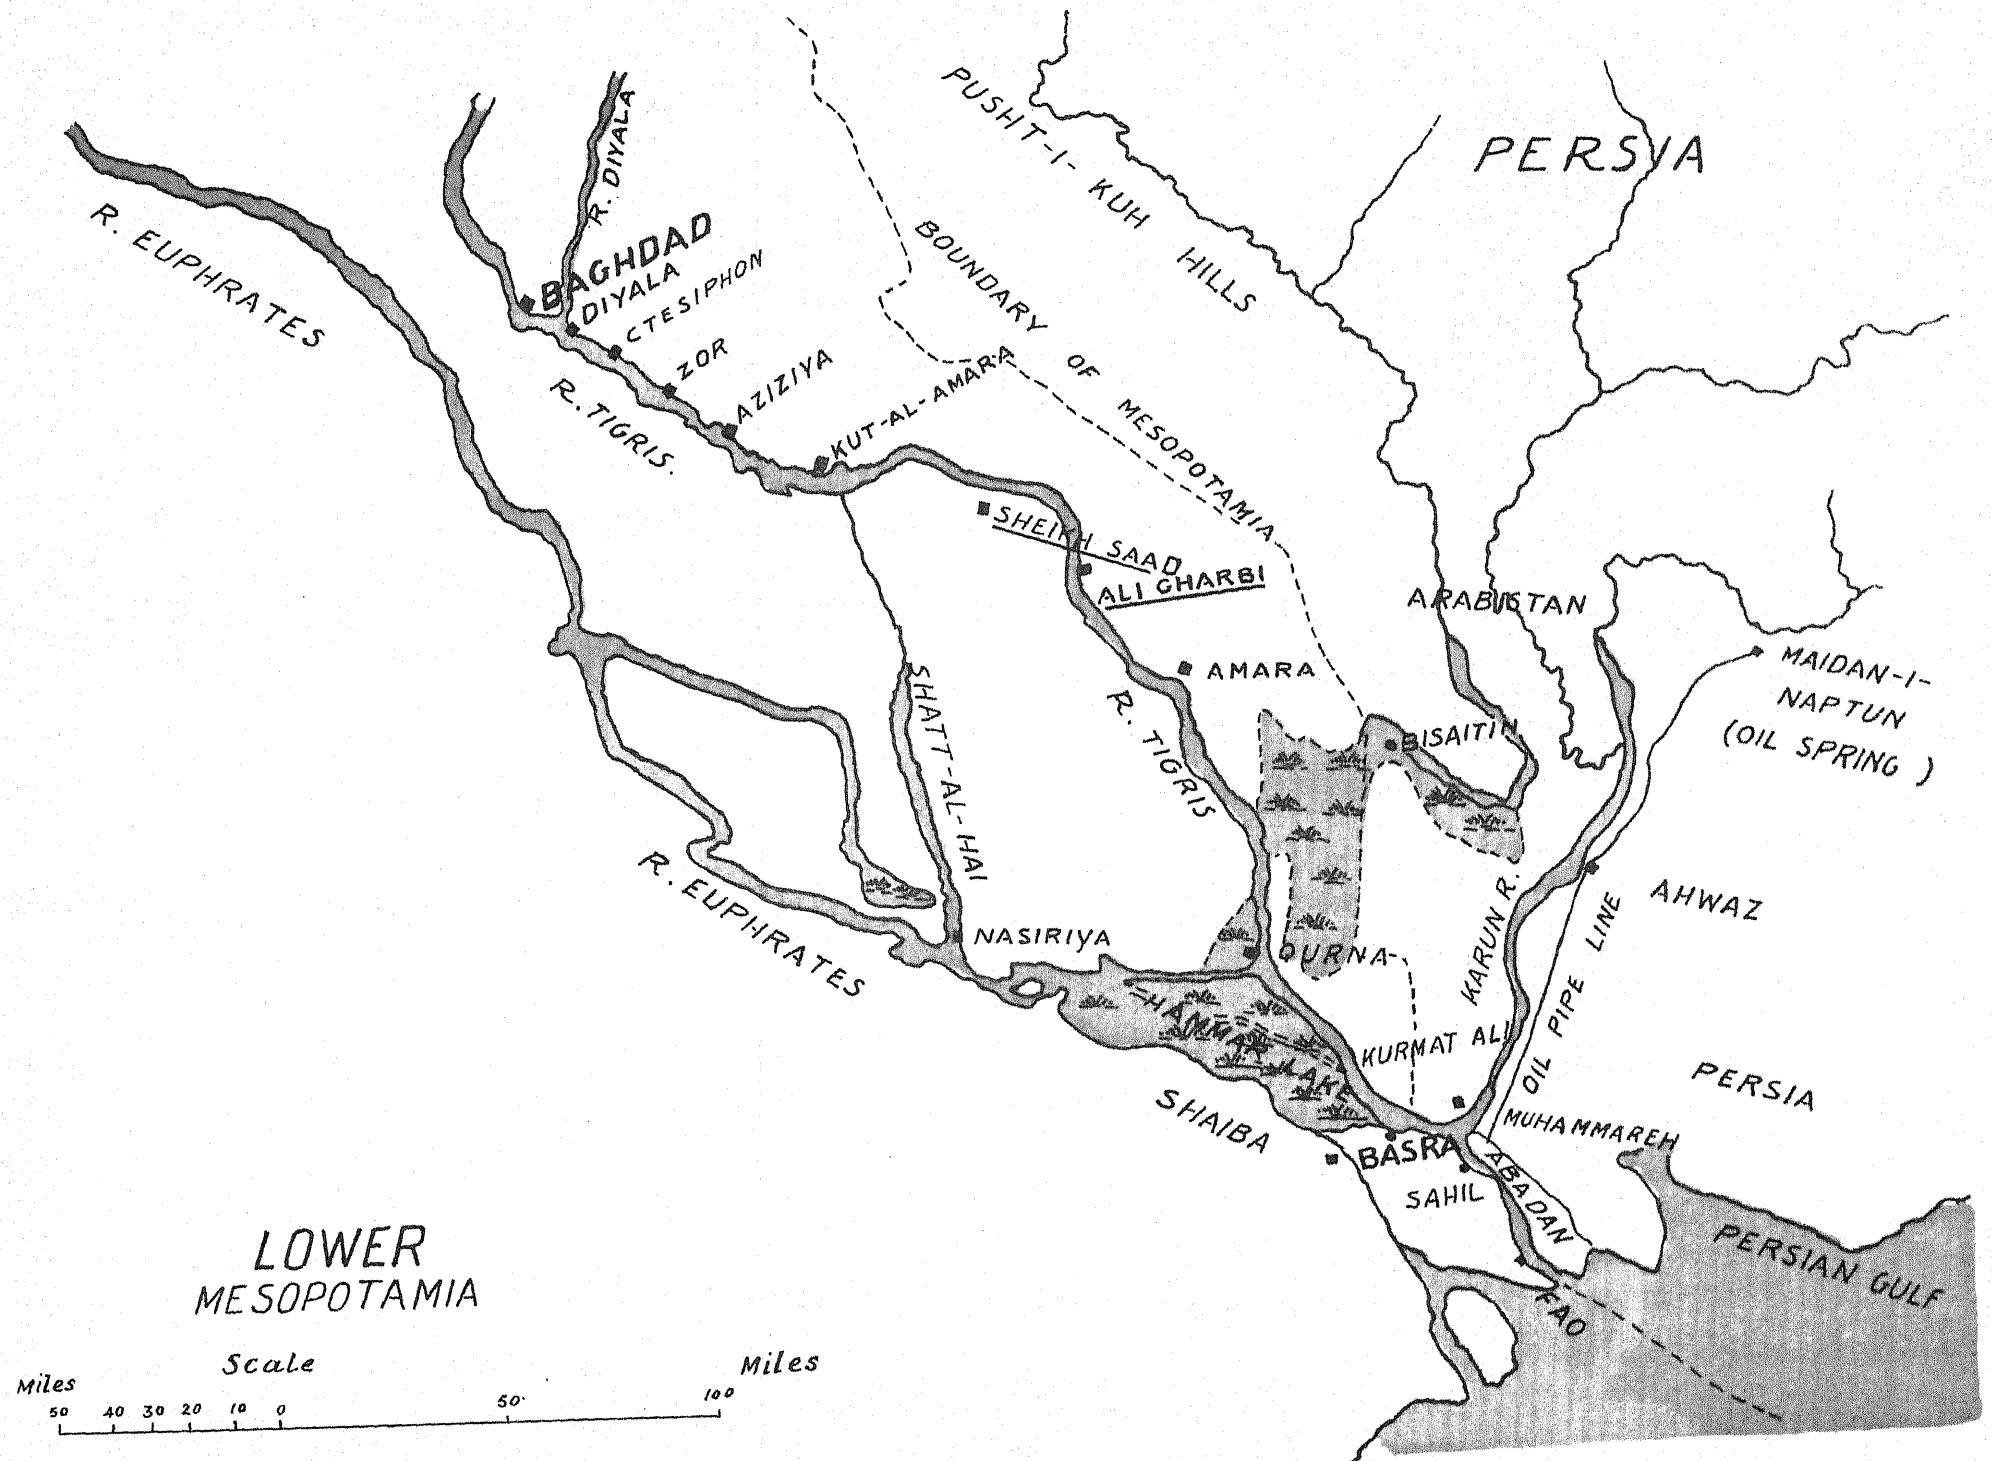 PERSIA
PUSHT-I-KUH HILLS
R. DIYALA
R. EUPHRATES
BAGHDAD
DIYALA
CTESIPHON
ZOR
AZIZIYA
KUT-AL-AMARA
R. TIGRIS.
BOUNDARY OF MESOPOTAMIA
SHEIKH SAAD
ALI GHARBI
ARABISTAN
AMARA
MAIDAN-I-
NAPTUN
(OIL SPRING)
R. TIGRIS
BISAITIN
SHATT-AL-HAI
R. EUPHRATES
AHWAZ
KARUN R.
OIL PIPE LINE
NASIRIYA
QURNA
HAMMAR LAKE
KURMAT ALI
PERSIA
SHAIBA
MUHAMMAREH
BASRA
ABADAN
SAHIL
PERSIAN GULF
FAO
LOWER
MESOPOTAMIA
Scale
Miles Miles
50 40 30 20 10 0 50 100